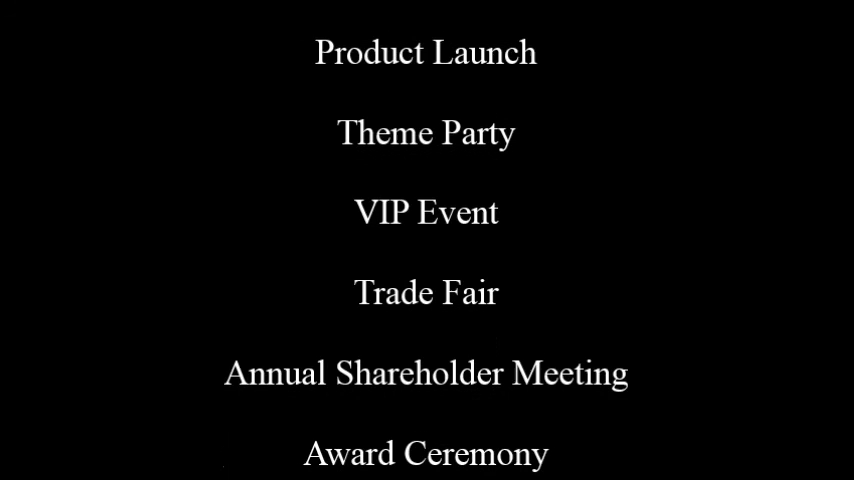 Product Launch
Theme Party
VIP Event
Trade Fair
Annual Shareholder Meeting
Award Ceremony